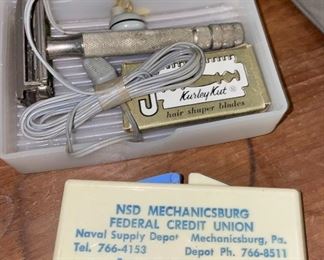 Kurley Kut
hair shaper blades
NSD MECHANICSBURG
FEDERAL CREDIT UNION
Naval Supply Depot Mechanicsburg, Pa.
Tel. 766-4153 Depot Ph. 766-8511